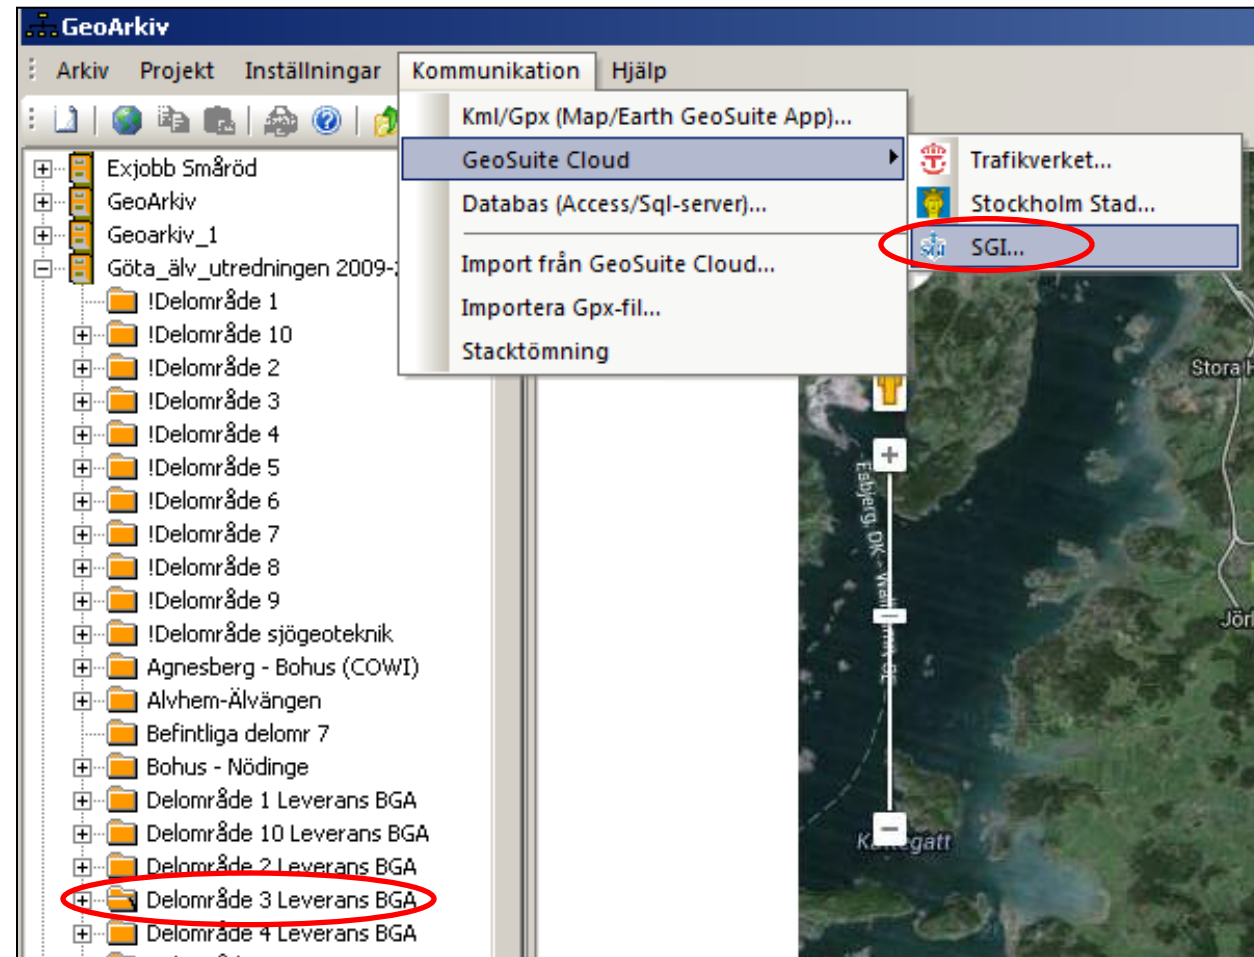 GeoArkiv
Arkiv Projekt Inställningar Kommunikation Hjälp
Kml/Gpx (Map/Earth GeoSuite App)...
GeoSuite Cloud
Databas (Access/Sql-server)...
Import från GeoSuite Cloud...
Importera Gpx-fil...
Stacktömning
Trafikverket...
Stockholm Stad...
SGI...
Exjobb Småröd
GeoArkiv
Geoarkiv_1
Göta_älv_utredningen 2009-
!Delområde 1
!Delområde 10
!Delområde 2
!Delområde 3
!Delområde 4
!Delområde 5
!Delområde 6
!Delområde 7
!Delområde 8
!Delområde 9
!Delområde sjögeoteknik
Agnesberg - Bohus (COWI)
Alvhem-Älvängen
Befintliga delomr 7
Bohus - Nödinge
Delområde 1 Leverans BGA
Delområde 10 Leverans BGA
Delområde 2 Leverans BGA
Delområde 3 Leverans BGA
Delområde 4 Leverans BGA
Stora H
Esbjerg, DK -
Jörl